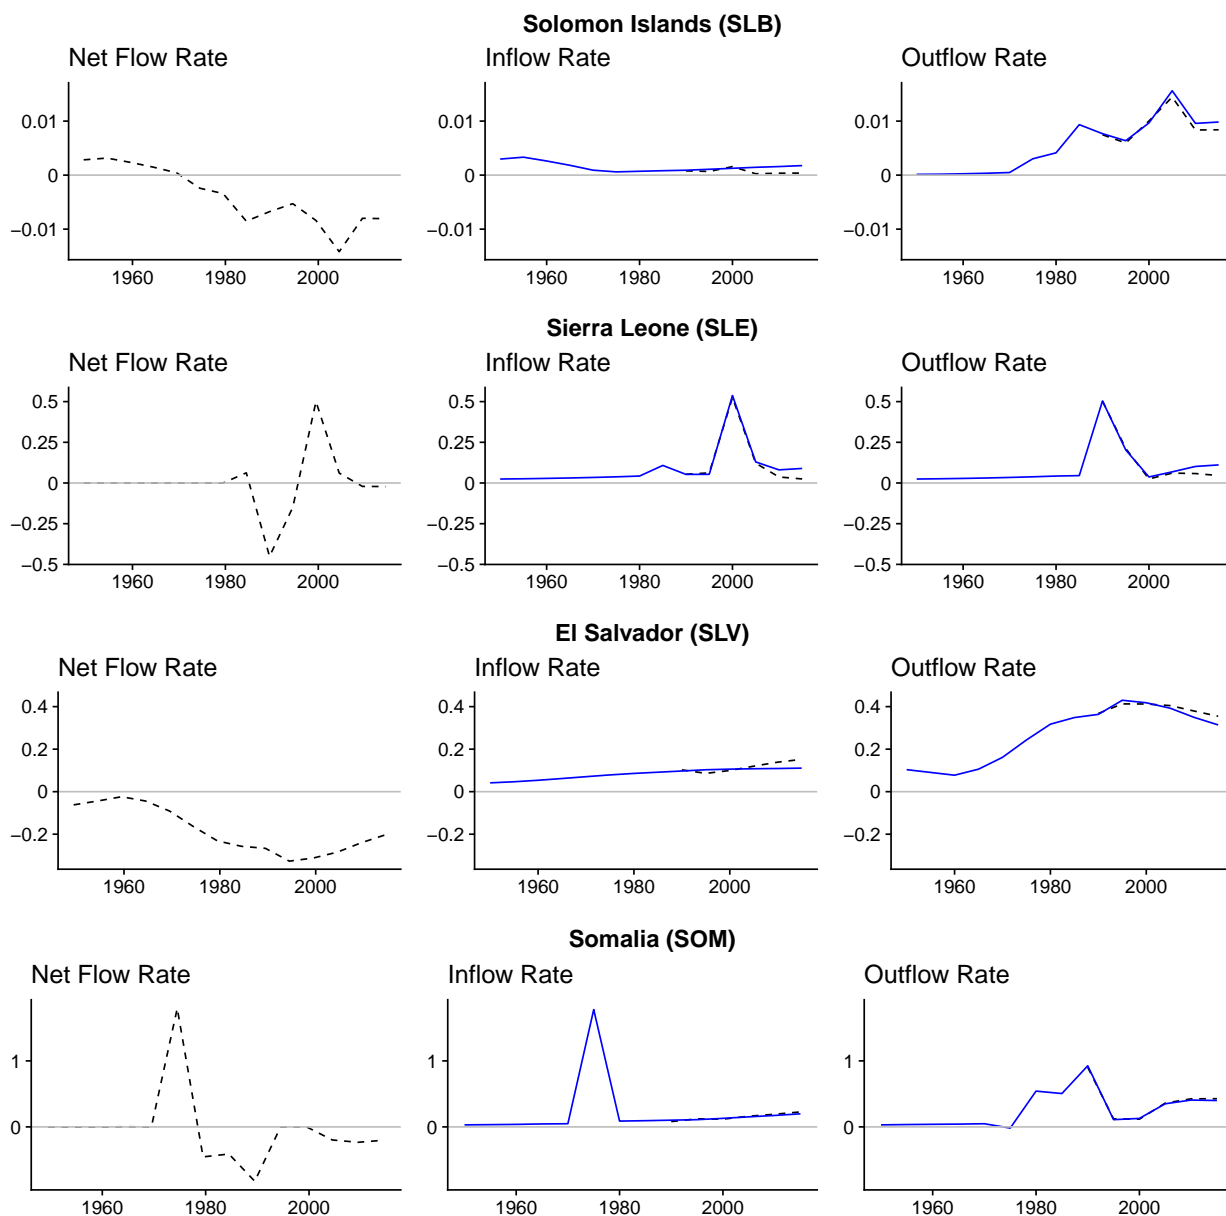 Solomon Islands (SLB)
Net Flow Rate
Inflow Rate
Outflow Rate
0.01
0
−0.01
1960 1980 2000
0.01
0
−0.01
1960 1980 2000
0.01
0
−0.01
1960 1980 2000
Sierra Leone (SLE)
Net Flow Rate
Inflow Rate
Outflow Rate
0.5
0.25
0
−0.25
−0.5
1960 1980 2000
0.5
0.25
0
−0.25
−0.5
1960 1980 2000
0.5
0.25
0
−0.25
−0.5
1960 1980 2000
El Salvador (SLV)
Net Flow Rate
Inflow Rate
Outflow Rate
0.4
0.2
0
−0.2
1960 1980 2000
0.4
0.2
0
−0.2
1960 1980 2000
0.4
0.2
0
−0.2
1960 1980 2000
Somalia (SOM)
Net Flow Rate
Inflow Rate
Outflow Rate
1
0
1960 1980 2000
1
0
1960 1980 2000
1
0
1960 1980 2000